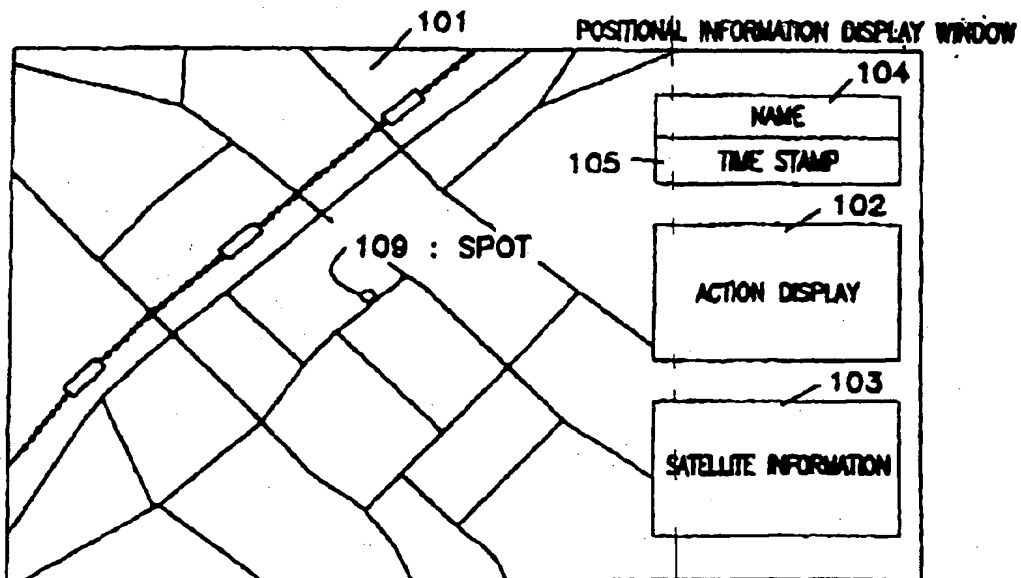 101
POSITIONAL INFORMATION DISPLAY WINDOW
104
NAME
105
TIME STAMP
102
109 : SPOT
ACTION DISPLAY
103
SATELLITE INFORMATION